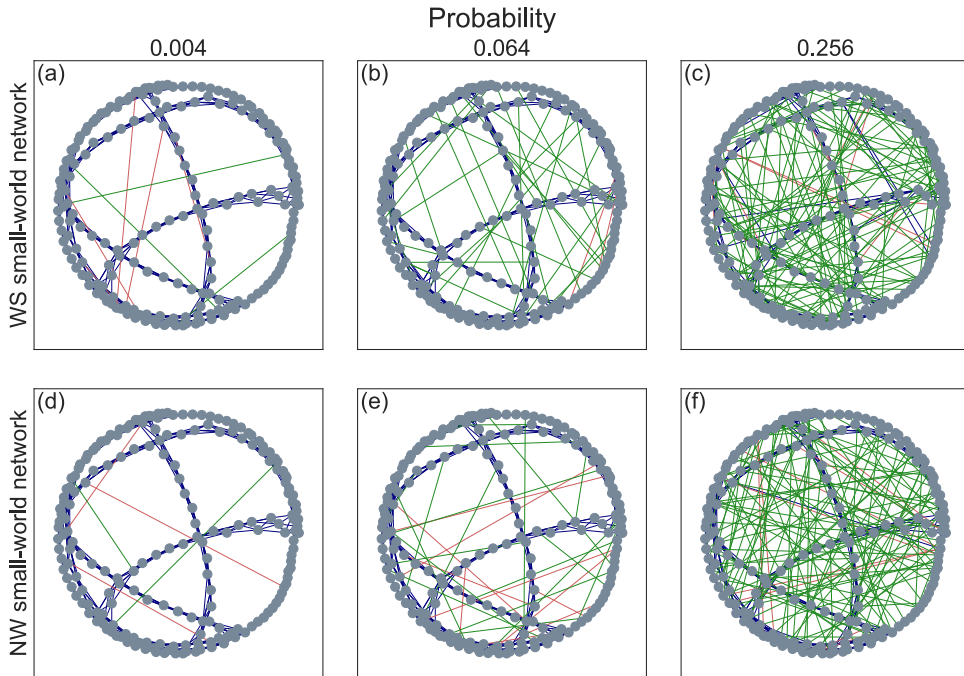 Probability
0.004
0.064
0.256
WS small-world network
(a)
(b)
(c)
NW small-world network
(d)
(e)
(f)